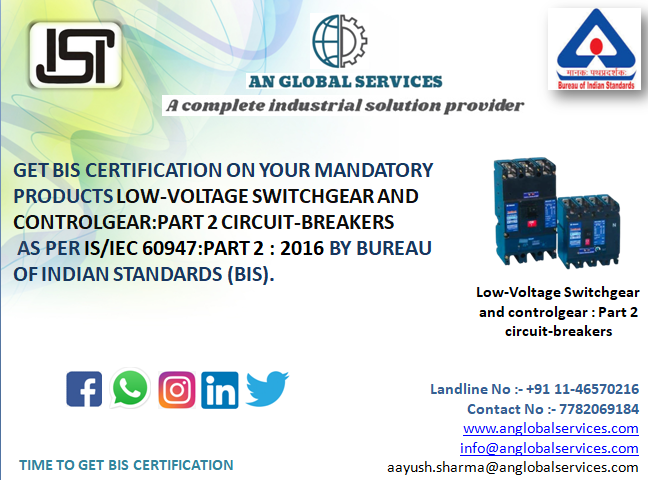 ISI
AN GLOBAL SERVICES
A complete industrial solution provider
मानकः पथप्रदर्शकः
Bureau of Indian Standards
GET BIS CERTIFICATION ON YOUR MANDATORY
PRODUCTS LOW-VOLTAGE SWITCHGEAR AND
CONTROLGEAR:PART 2 CIRCUIT-BREAKERS
AS PER IS/IEC 60947:PART 2 : 2016 BY BUREAU
OF INDIAN STANDARDS (BIS).
Low-Voltage Switchgear
and controlgear : Part 2
circuit-breakers
Landline No :- +91 11-46570216
Contact No :- 7782069184
www.anglobalservices.com
info@anglobalservices.com
aayush.sharma@anglobalservices.com
TIME TO GET BIS CERTIFICATION